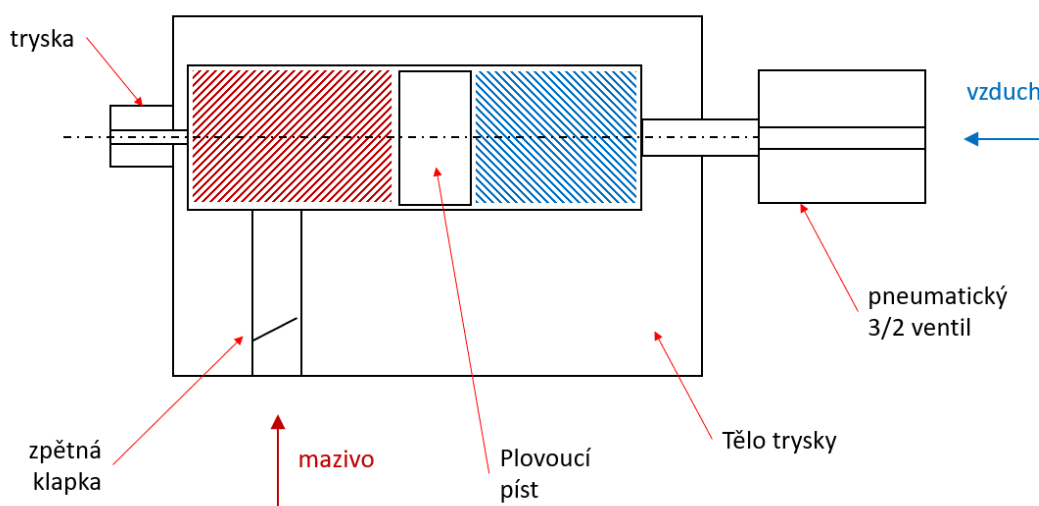 tryska
vzduch
pneumatický
3/2 ventil
zpětná
klapka
mazivo
Plovoucí
píst
Tělo trysky